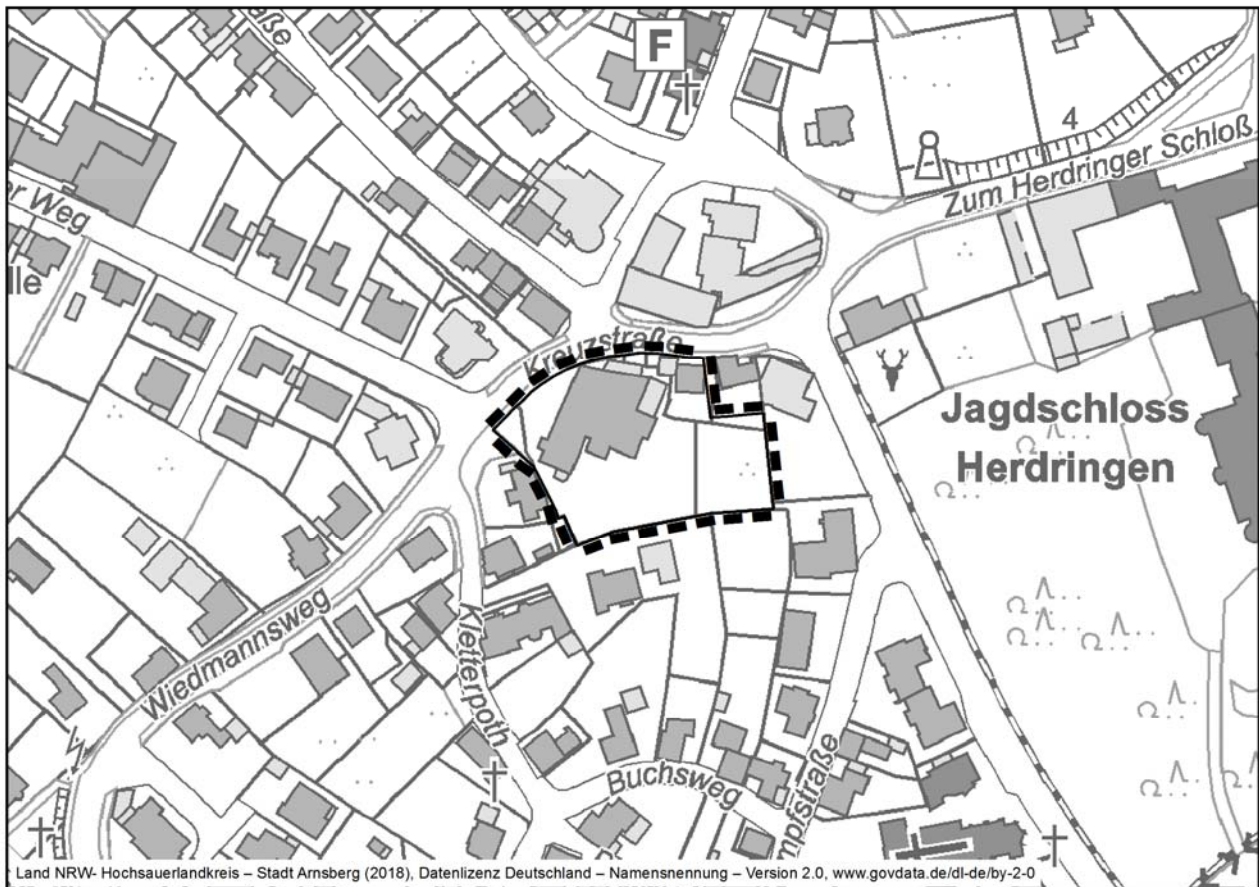 raße
F
4
Zum Herdringer Schloß
er Weg
lle
Kreuzstraße
Jagdschloss
Herdringen
Wiedmannsweg
Kletterpoth
Buchsweg
mpfstraße
Land NRW- Hochsauerlandkreis – Stadt Arnsberg (2018), Datenlizenz Deutschland – Namensnennung – Version 2.0, www.govdata.de/dl-de/by-2-0